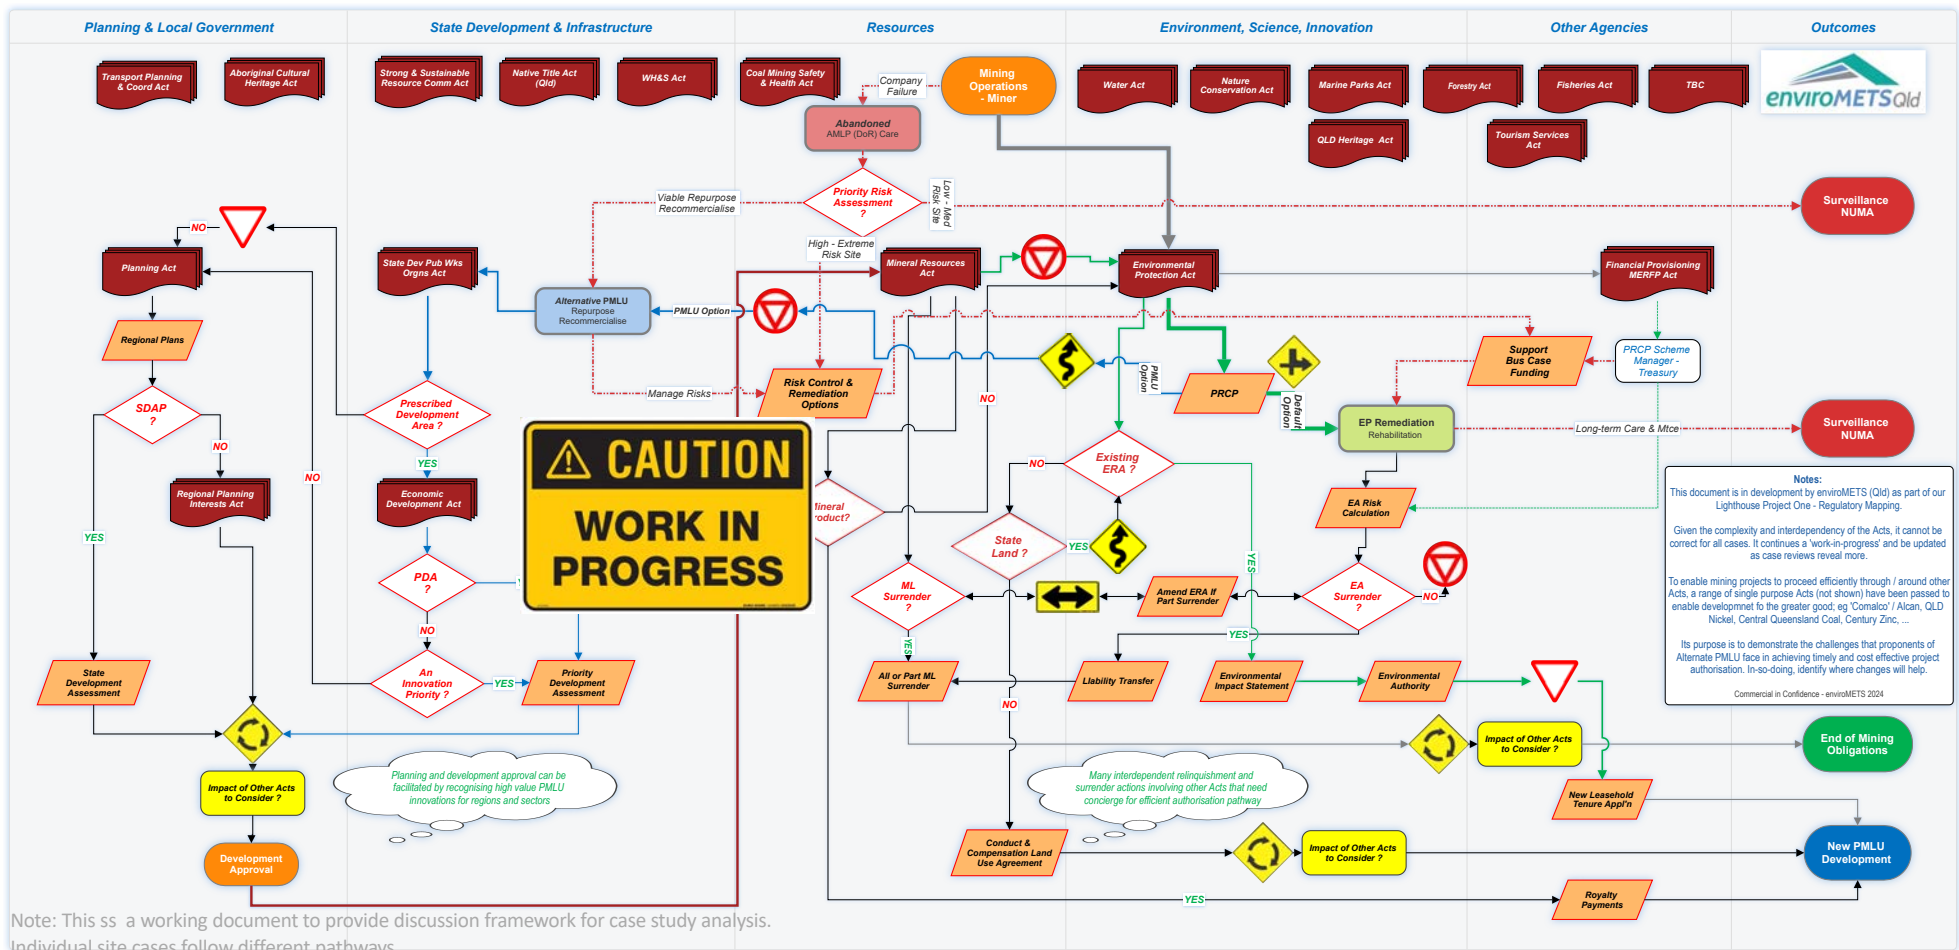 Planning & Local Government
State Development & Infrastructure
Resources
Environment, Science, Innovation
Other Agencies
Outcomes
Transport Planning
& Coord Act
Aboriginal Cultural
Heritage Act
Strong & Sustainable
Resource Comm Act
Native Title Act
(Qld)
WH&S Act
Coal Mining Safety
& Health Act
Company
Failure
Mining
Operations
- Miner
Water Act
Nature
Conservation Act
Marine Parks Act
Forestry Act
Fisheries Act
TBC
enviroMETSQld
Abandoned
AMLP (DoR) Care
QLD Heritage Act
Tourism Services
Act
Priority Risk
Assessment
?
Low - Med
Risk Site
Viable Repurpose
Recommercialise
Surveillance
NUMA
NO
High - Extreme
Risk Site
Planning Act
State Dev Pub Wks
Orgns Act
Mineral Resources
Act
Environmental
Protection Act
Financial Provisioning
MERFP Act
Alternative PMLU
Repurpose
Recommercialise
PMLU Option
Regional Plans
Support
Bus Case
Funding
PRCP Scheme
Manager -
Treasury
PMLU
Option
PRCP
Default
Option
Manage Risks
Risk Control &
Remediation
Options
NO
SDAP
?
Prescribed
Development
Area ?
EP Remediation
Rehabilitation
Long-term Care & Mtce
Surveillance
NUMA
NO
YES
NO
CAUTION
WORK IN
PROGRESS
NO
Existing
ERA ?
Regional Planning
Interests Act
Economic
Development Act
Mineral
roduct?
EA Risk
Calculation
YES
State
Land ?
YES
YES
PDA
?
ML
Surrender
?
Amend ERA If
Part Surrender
EA
Surrender
?
NO
NO
YES
YES
State
Development
Assessment
An
Innovation
Priority ?
YES
Priority
Development
Assessment
All or Part ML
Surrender
LIability Transfer
Environmental
Impact Statement
Environmental
Authority
NO
Notes:
This document is in development by enviroMETS (Qld) as part of our
Lighthouse Project One - Regulatory Mapping.
Given the complexity and interdependency of the Acts, it cannot be
correct for all cases. It continues a 'work-in-progress' and be updated
as case reviews reveal more.
To enable mining projects to proceed efficiently through / around other
Acts, a range of single purpose Acts (not shown) have been passed to
enable developmnet fo the greater good; eg 'Comalco' / Alcan, QLD
Nickel, Central Queensland Coal, Century Zinc, ...
Its purpose is to demonstrate the challenges that proponents of
Alternate PMLU face in achieving timely and cost effective project
authorisation. In-so-doing, identify where changes will help.
Commercial in Confidence - enviroMETS 2024
Impact of Other Acts
to Consider ?
End of Mining
Obligations
Impact of Other Acts
to Consider ?
Planning and development approval can be
facilitated by recognising high value PMLU
innovations for regions and sectors
Many interdependent relinquishment and
surrender actions involving other Acts that need
concierge for efficient authorisation pathway
New Leasehold
Tenure Appl'n
Development
Approval
Conduct &
Compensation Land
Use Agreement
Impact of Other Acts
to Consider ?
New PMLU
Development
YES
Royalty
Payments
Note: This ss a working document to provide discussion framework for case study analysis.
Individual site cases follow different pathways